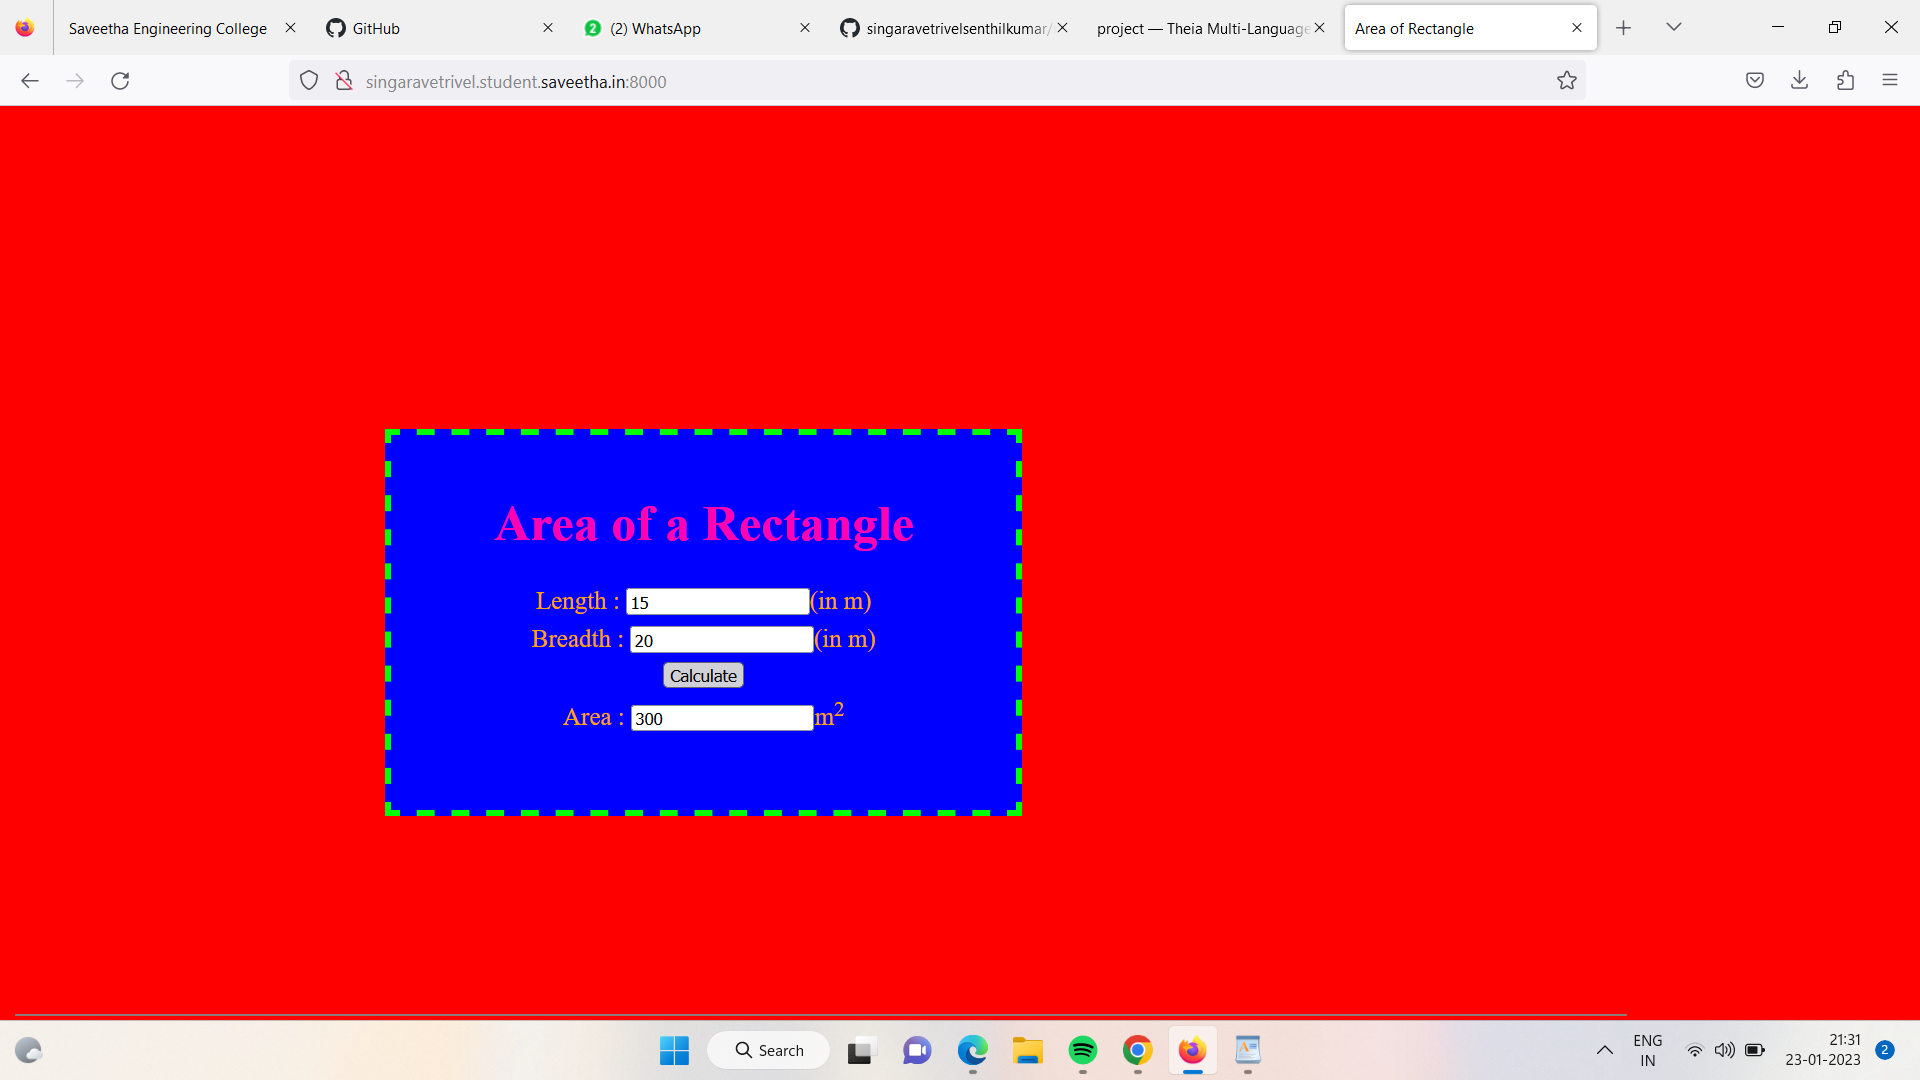 Saveetha Engineering College
GitHub
2 (2) WhatsApp
singaravetrivelsenthilkumar/
project — Theia Multi-Language
Area of Rectangle
singaravetrivel.student.saveetha.in:8000
Area of a Rectangle
Length : 15 (in m)
Breadth : 20 (in m)
Calculate
Area : 300 m²
Search
ENG
IN
21:31
23-01-2023
2